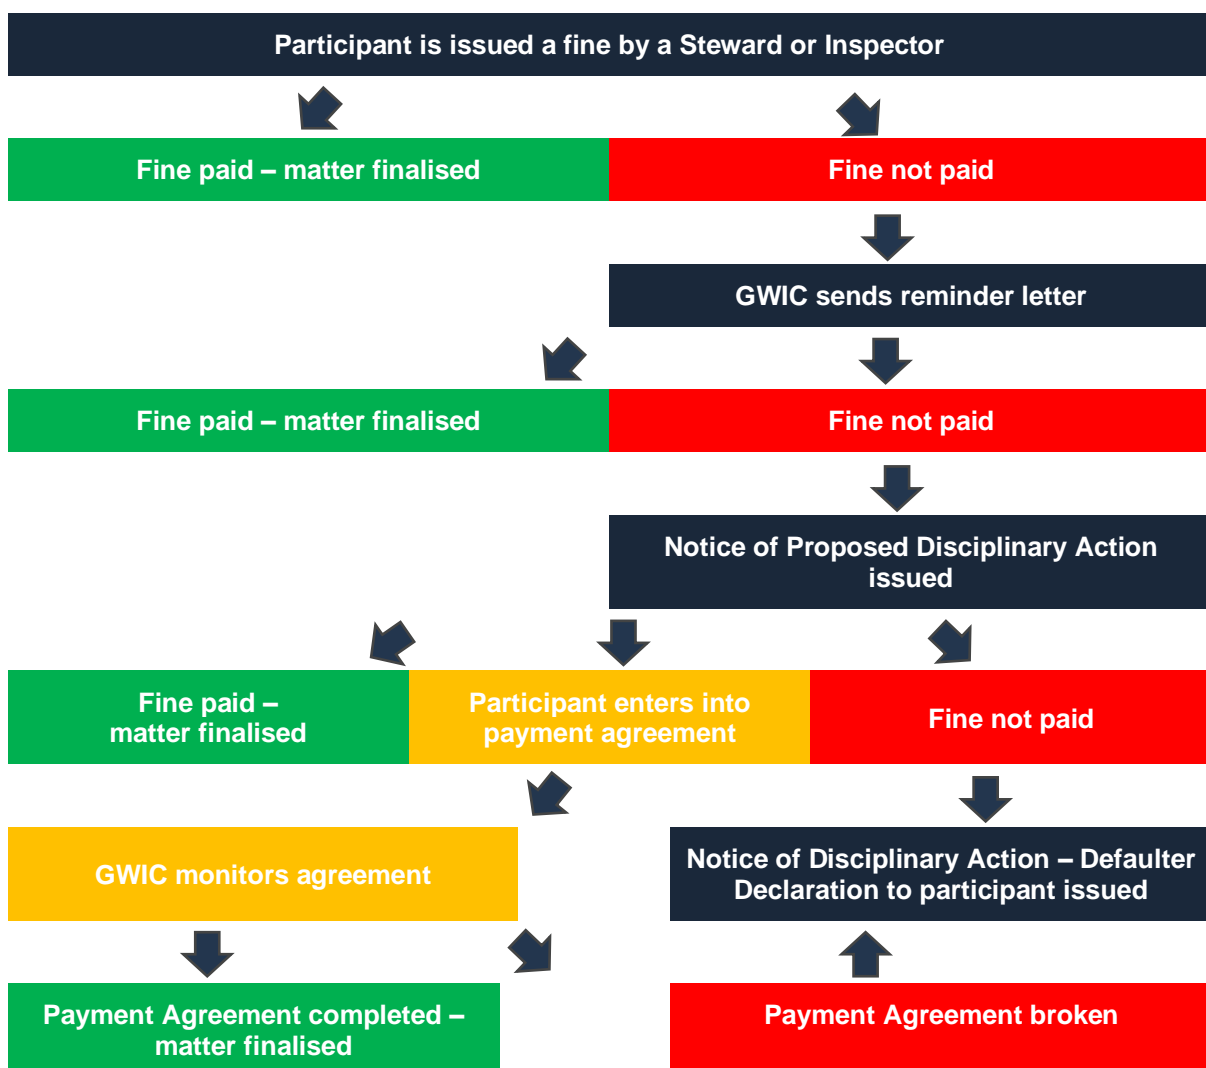 Participant is issued a fine by a Steward or Inspector
Fine paid – matter finalised
Fine not paid
GWIC sends reminder letter
Fine paid – matter finalised
Fine not paid
Notice of Proposed Disciplinary Action
issued
Fine paid –
matter finalised
Participant enters into
payment agreement
Fine not paid
GWIC monitors agreement
Notice of Disciplinary Action – Defaulter
Declaration to participant issued
Payment Agreement completed –
matter finalised
Payment Agreement broken